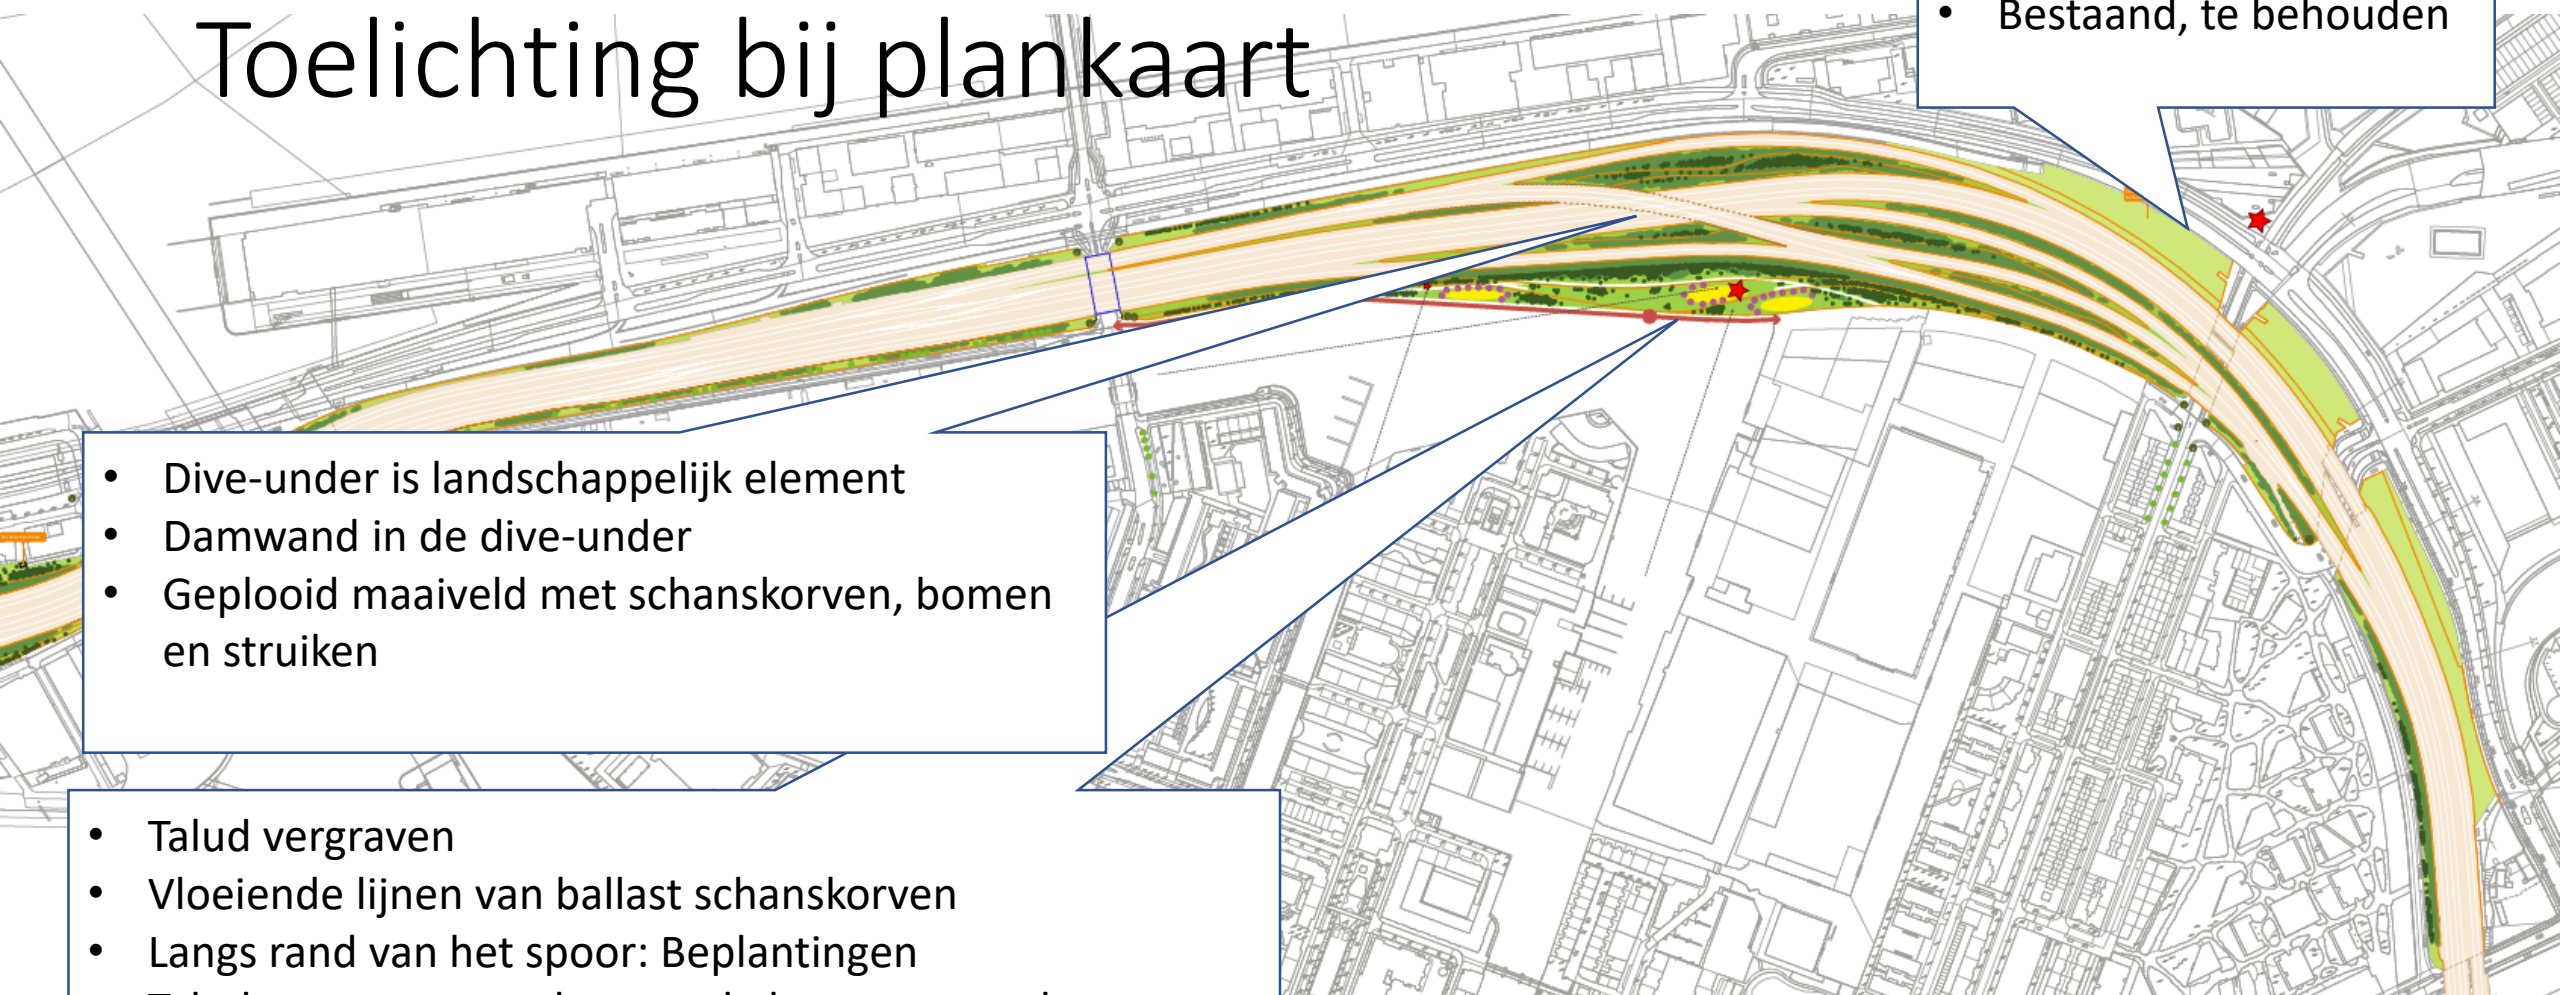 Toelichting bij plankaart
• Bestaand, te behouden
• Dive-under is landschappelijk element
• Damwand in de dive-under
• Geplooid maaiveld met schanskorven, bomen
en struiken
• Talud vergraven
• Vloeiende lijnen van ballast schanskorven
• Langs rand van het spoor: Beplantingen